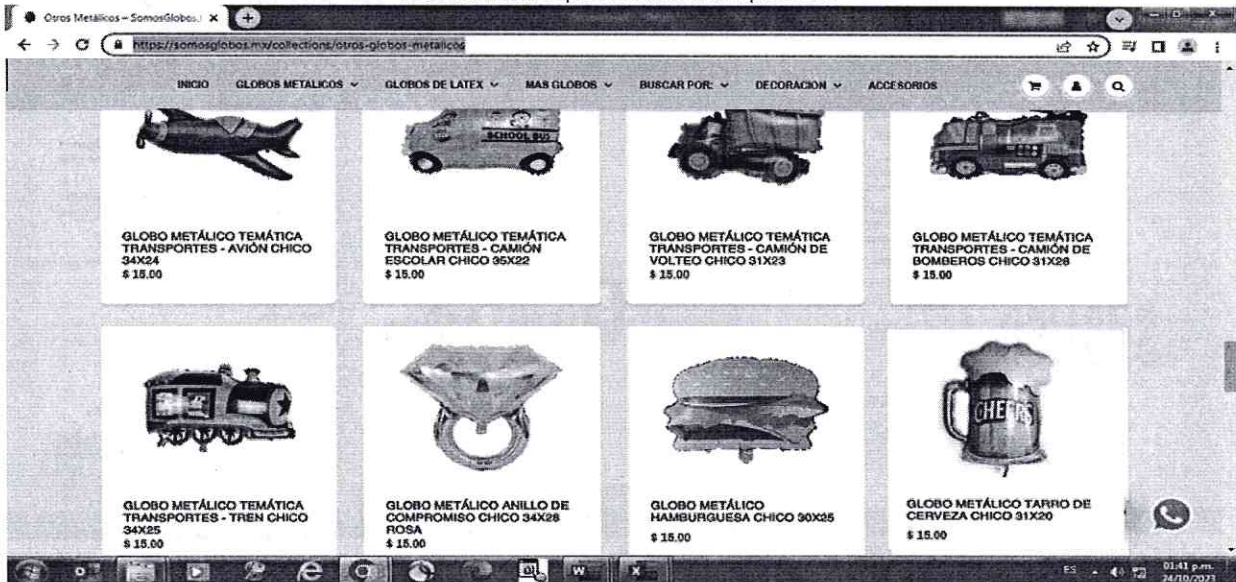 Otros Metálicos – SomosGlobos.
https://somosglobos.mx/collections/otros-globos-metalicos
INICIO GLOBOS METALICOS GLOBOS DE LATEX MAS GLOBOS BUSCAR POR: DECORACION ACCESORIOS
SCHOOL BUS
GLOBO METÁLICO TEMÁTICA
TRANSPORTES - AVIÓN CHICO
34X24
$ 15.00
GLOBO METÁLICO TEMÁTICA
TRANSPORTES - CAMIÓN
ESCOLAR CHICO 35X22
$ 15.00
GLOBO METÁLICO TEMÁTICA
TRANSPORTES - CAMIÓN DE
VOLTEO CHICO 31X23
$ 15.00
GLOBO METÁLICO TEMÁTICA
TRANSPORTES - CAMIÓN DE
BOMBEROS CHICO 31X28
$ 15.00
CHEERS
GLOBO METÁLICO TEMÁTICA
TRANSPORTES - TREN CHICO
34X25
$ 15.00
GLOBO METÁLICO ANILLO DE
COMPROMISO CHICO 34X28
ROSA
$ 15.00
GLOBO METÁLICO
HAMBURGUESA CHICO 30X25
$ 15.00
GLOBO METÁLICO TARRO DE
CERVEZA CHICO 31X20
$ 15.00
ES
01:41 p.m.
24/10/2023